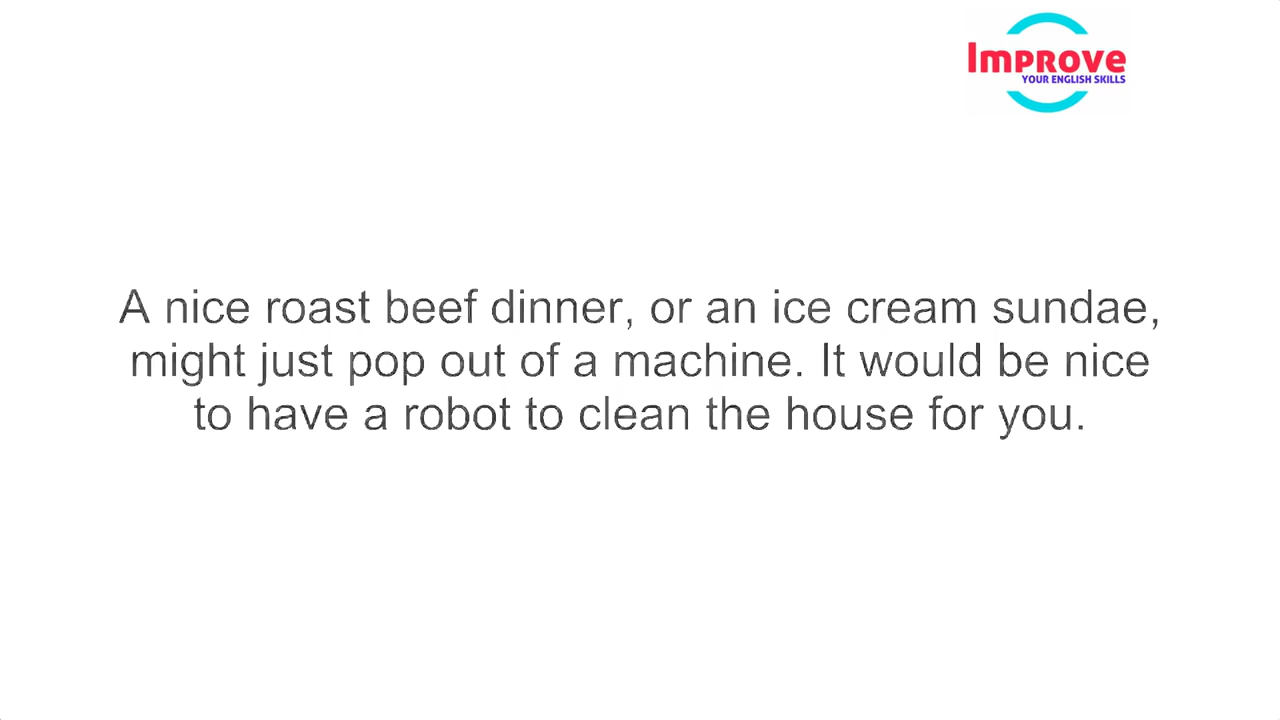 Improve
YOUR ENGLISH SKILLS
A nice roast beef dinner, or an ice cream sundae,
might just pop out of a machine. It would be nice
to have a robot to clean the house for you.